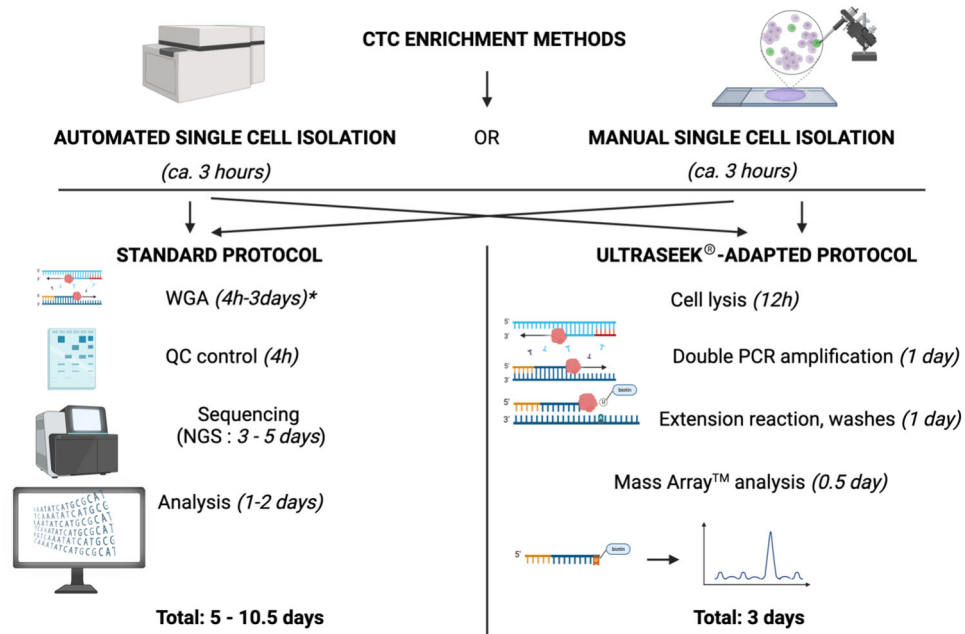 CTC ENRICHMENT METHODS
AUTOMATED SINGLE CELL ISOLATION
OR
MANUAL SINGLE CELL ISOLATION
(ca. 3 hours)
(ca. 3 hours)
STANDARD PROTOCOL
WGA (4h-3days)*
QC control (4h)
Sequencing
(NGS : 3 - 5 days)
Analysis (1-2 days)
Total: 5 - 10.5 days
ULTRASEEK®-ADAPTED PROTOCOL
Cell lysis (12h)
5'
3'
Double PCR amplification (1 day)
5'
3'
biotin
5'
3'
Extension reaction, washes (1 day)
Mass Array™ analysis (0.5 day)
5'
biotin
Total: 3 days